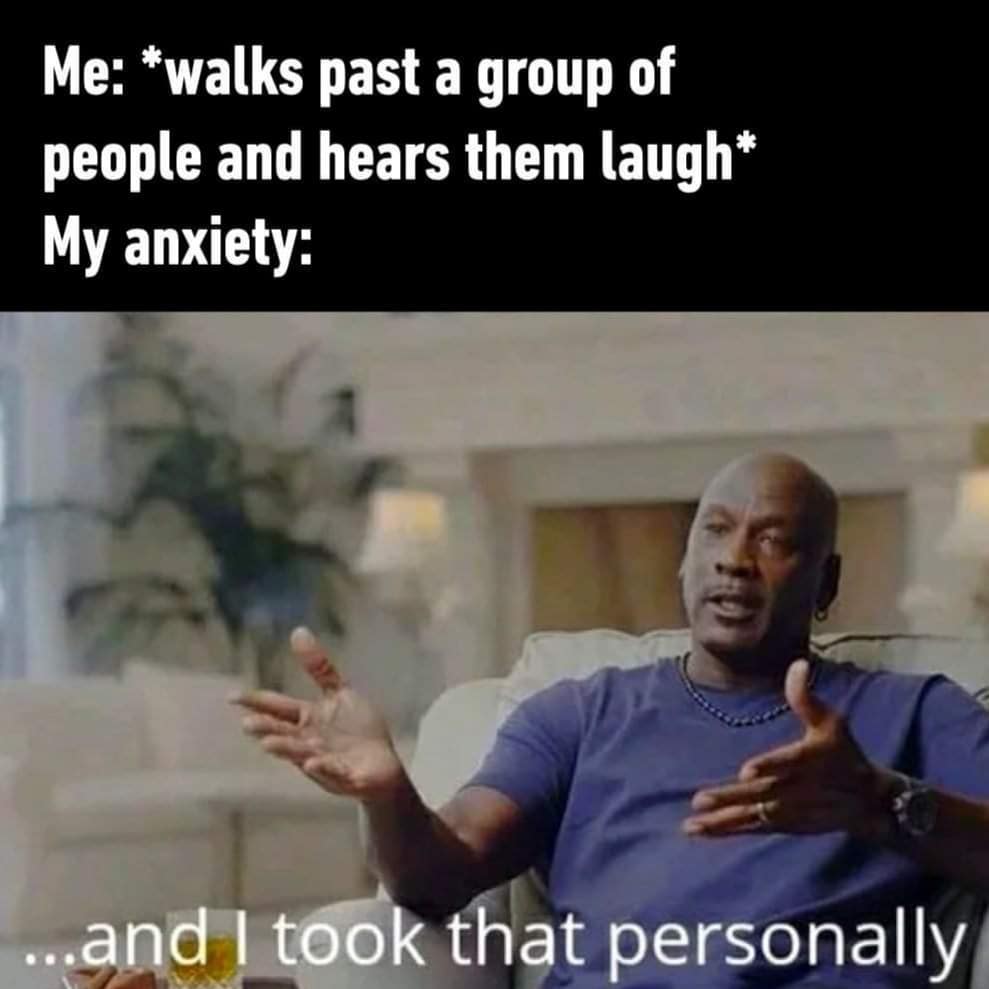 Me: *walks past a group of
people and hears them laugh*
My anxiety:
...and I took that personally